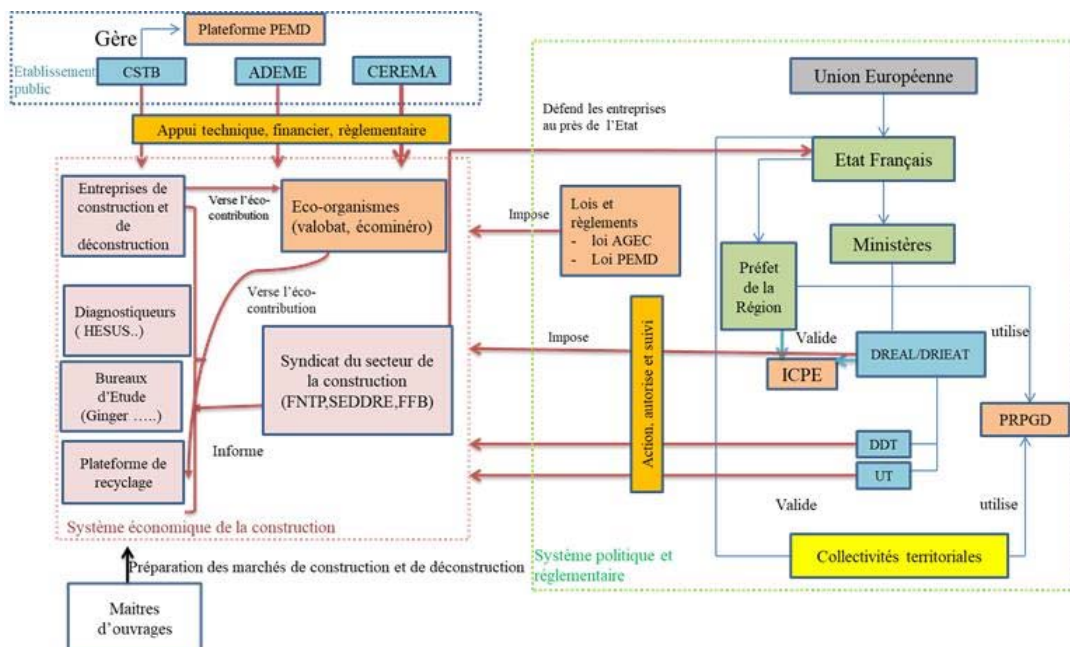 Plateforme PEMD
Gère
Etablissement
public
CSTB
ADEME
CEREMA
Appui technique, financier, règlementaire
Entreprises de
construction et
de
déconstruction
Verse l’éco-
contribution
Eco-organismes
(valobat, écominéro)
Verse l’éco-
contribution
Diagnostiqueurs
( HESUS..)
Bureaux
d’Etude
(Ginger …..)
Syndicat du secteur de
la construction
(FNTP,SEDDRE,FFB)
Informe
Plateforme de
recyclage
Système économique de la construction
Préparation des marchés de construction et de déconstruction
Maitres
d’ouvrages
Défend les entreprises
au près de l’Etat
Impose
Lois et
règlements
- loi AGEC
- Loi PEMD
Impose
Action, autorise et suivi
Union Européenne
Etat Français
Ministères
Préfet
de la
Région
Valide
utilise
DREAL/DRIEAT
ICPE
PRPGD
DDT
UT
Valide
utilise
Collectivités territoriales
Système politique et
réglementaire